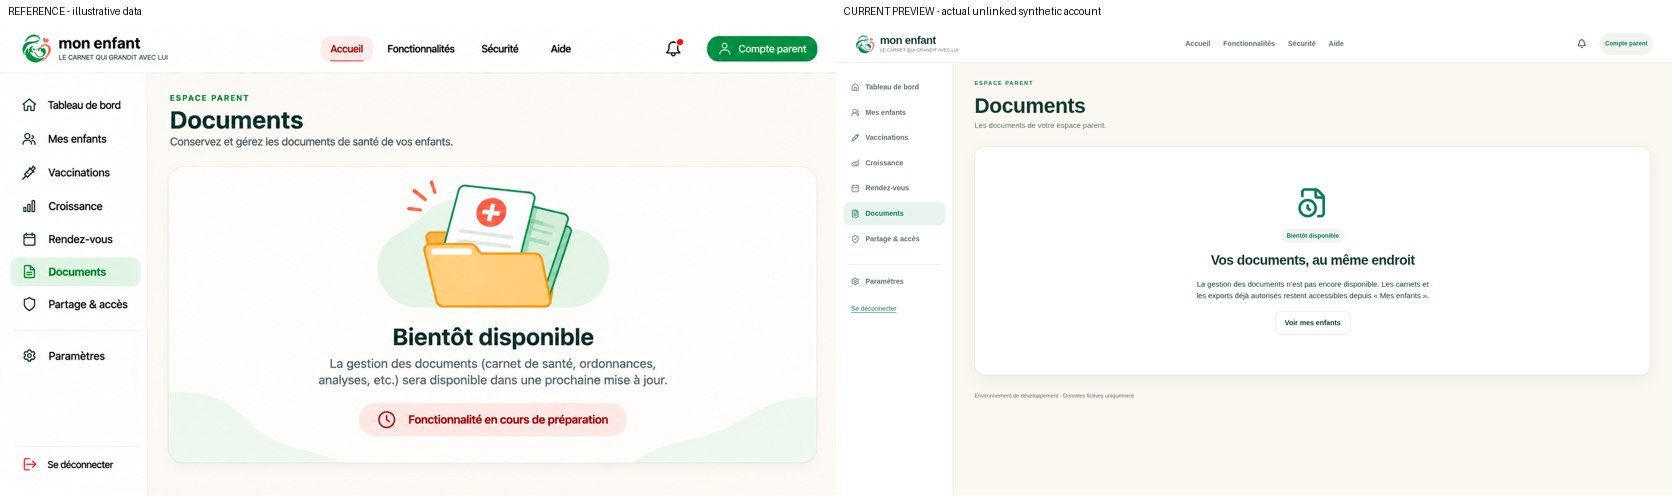 REFERENCE - illustrative data
mon enfant
LE CARNET QUI GRANDIT AVEC LUI
Accueil
Fonctionnalités
Sécurité
Aide
Compte parent
Tableau de bord
Mes enfants
Vaccinations
Croissance
Rendez-vous
Documents
Partage & accès
Paramètres
Se déconnecter
ESPACE PARENT
Documents
Conservez et gérez les documents de santé de vos enfants.
Bientôt disponible
La gestion des documents (carnet de santé, ordonnances,
analyses, etc.) sera disponible dans une prochaine mise à jour.
Fonctionnalité en cours de préparation
CURRENT PREVIEW - actual unlinked synthetic account
mon enfant
LE CARNET QUI GRANDIT AVEC LUI
Accueil
Fonctionnalités
Sécurité
Aide
Compte parent
Tableau de bord
Mes enfants
Vaccinations
Croissance
Rendez-vous
Documents
Partage & accès
Paramètres
Se déconnecter
ESPACE PARENT
Documents
Les documents de votre espace parent.
Bientôt disponible
Vos documents, au même endroit
La gestion des documents n'est pas encore disponible. Les carnets et
les exports déjà autorisés restent accessibles depuis « Mes enfants ».
Voir mes enfants
Environnement de développement · Données fictives uniquement